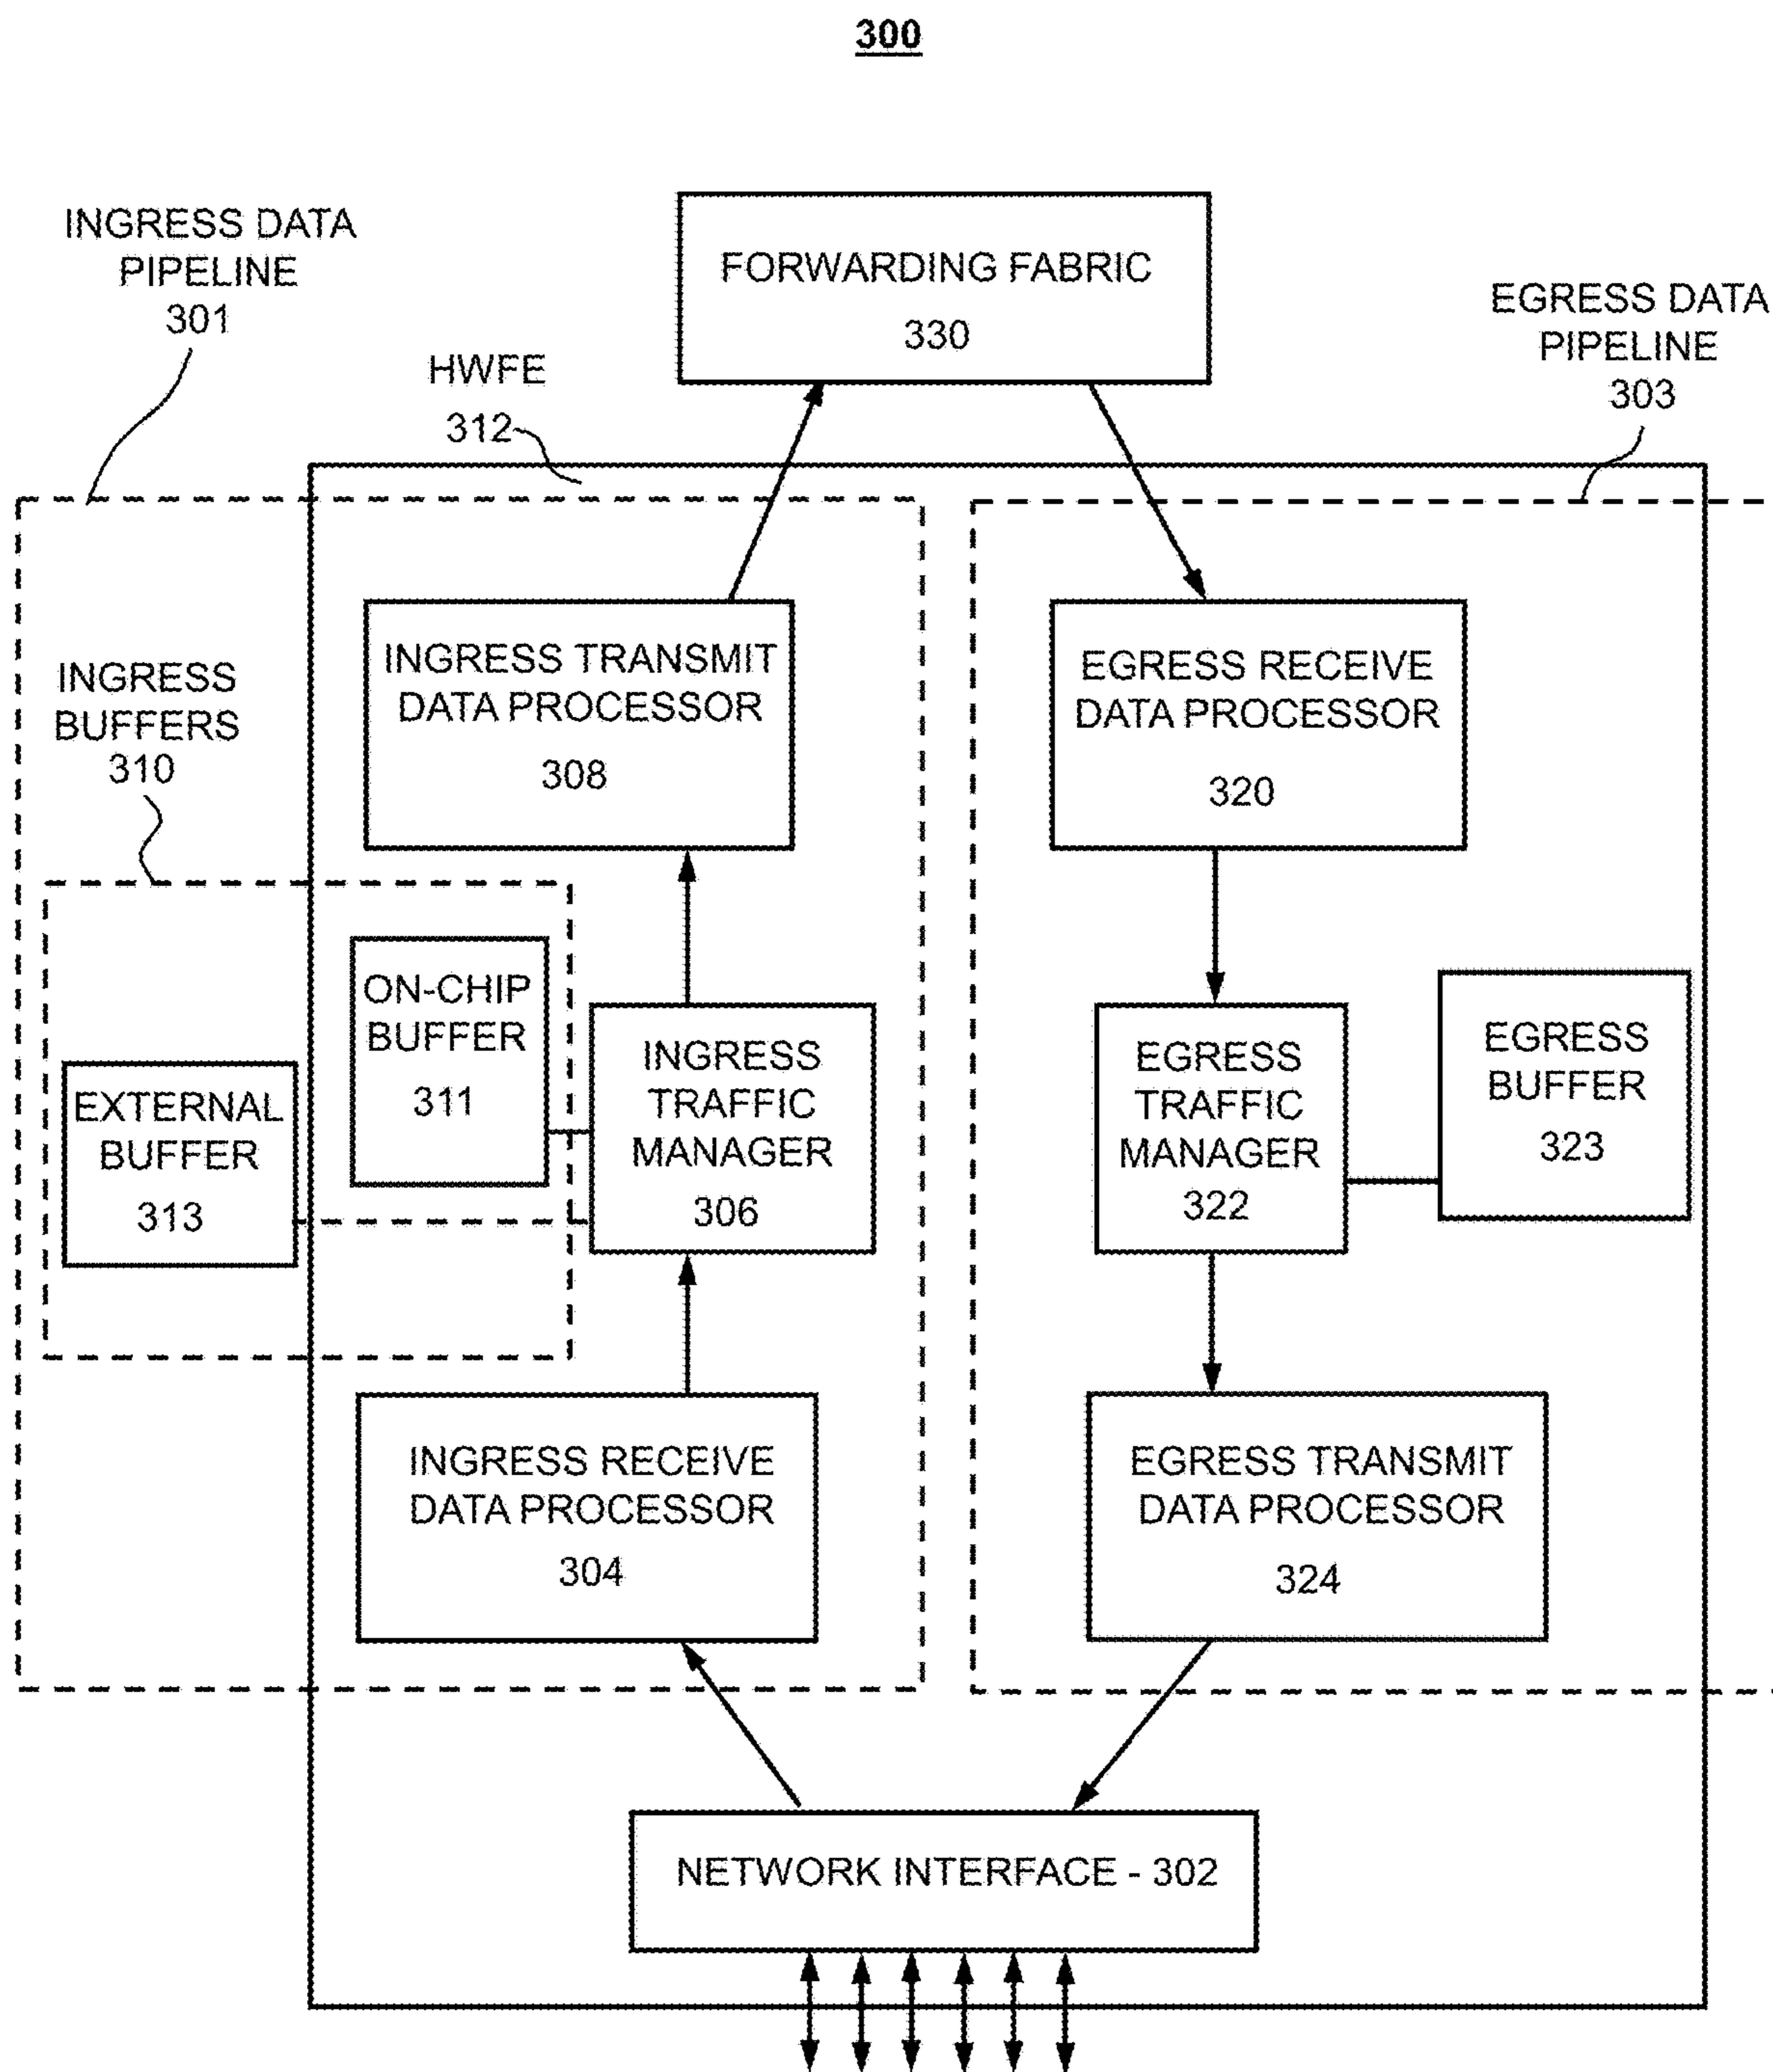 300
INGRESS DATA
PIPELINE
301
FORWARDING FABRIC
330
EGRESS DATA
PIPELINE
303
HWFE
312
INGRESS TRANSMIT
DATA PROCESSOR
308
EGRESS RECEIVE
DATA PROCESSOR
320
INGRESS
BUFFERS
310
ON-CHIP
BUFFER
311
EXTERNAL
BUFFER
313
INGRESS
TRAFFIC
MANAGER
306
EGRESS
TRAFFIC
MANAGER
322
EGRESS
BUFFER
323
INGRESS RECEIVE
DATA PROCESSOR
304
EGRESS TRANSMIT
DATA PROCESSOR
324
NETWORK INTERFACE - 302